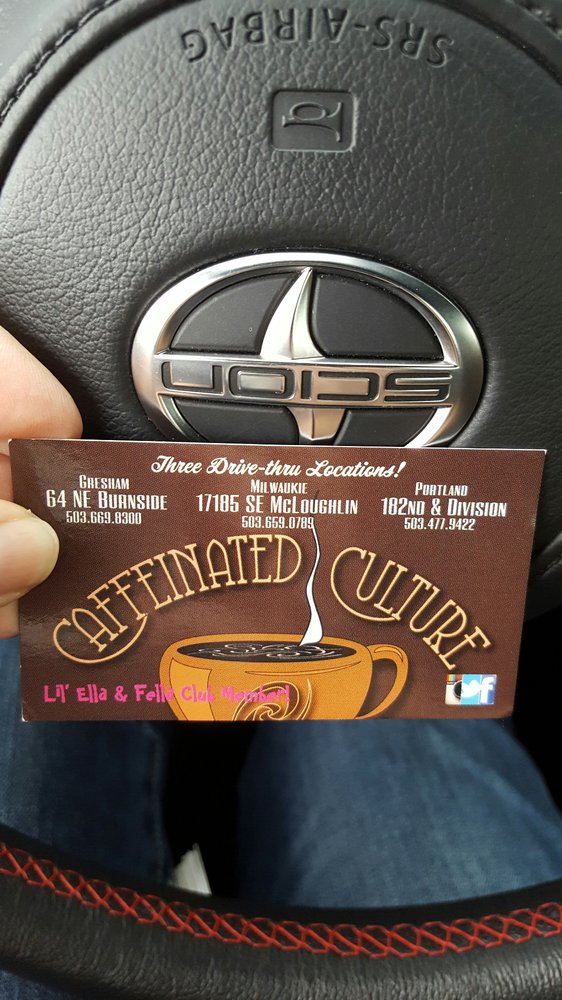 SRS-AIRBAG
SCION
Three Drive-thru Locations!
GRESHAM
64 NE BURNSIDE
503.669.8300
MILWAUKIE
17185 SE MCLOUGHLIN
503.659.0789
PORTLAND
182ND & DIVISION
503.477.9422
CAFFEINATED CULTURE
Lil' Ella & Fella Club Member!